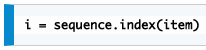 i = sequence.index(item)